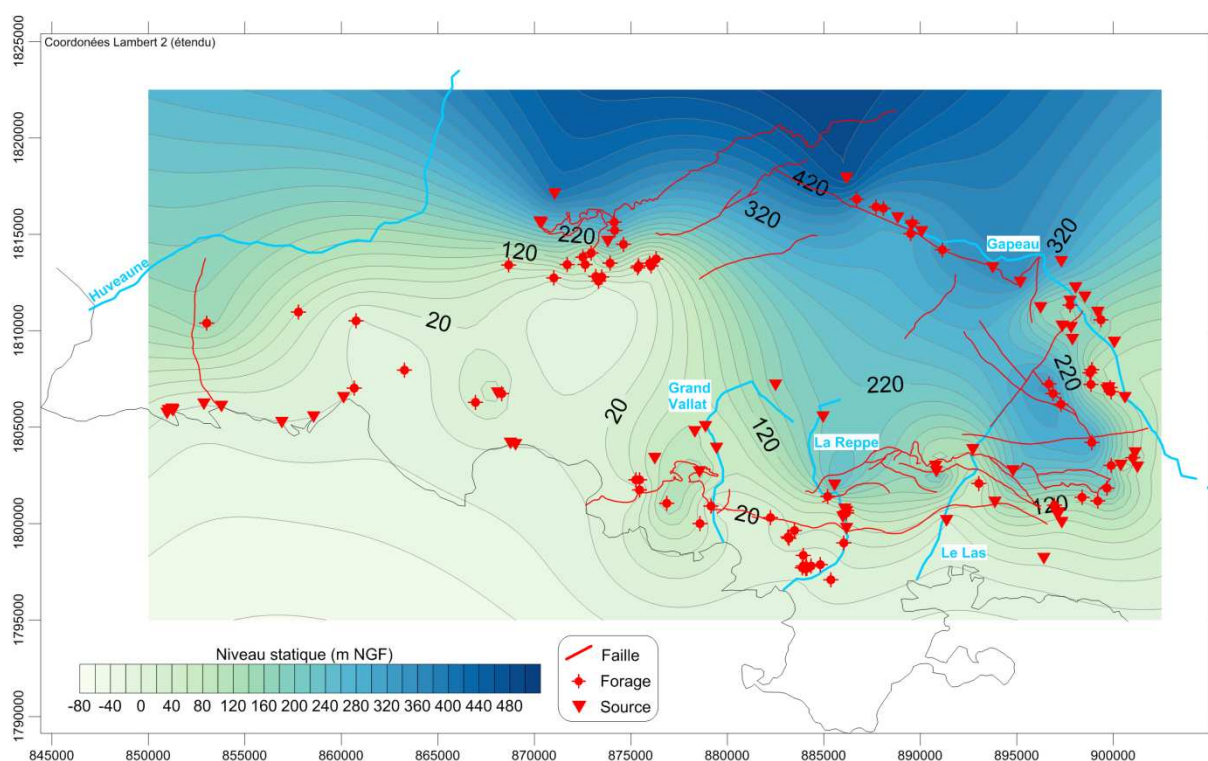 Coordonées Lambert 2 (étendu)
1825000
1820000
1815000
1810000
1805000
1800000
1795000
1790000
Huveaune
420
320
220
120
Gapeau
320
20
220
20
Grand
Vallat
220
120
La Reppe
20
120
Le Las
Niveau statique (m NGF)
-80 -40 0 40 80 120 160 200 240 280 320 360 400 440 480
Faille
Forage
Source
845000 850000 855000 860000 865000 870000 875000 880000 885000 890000 895000 900000